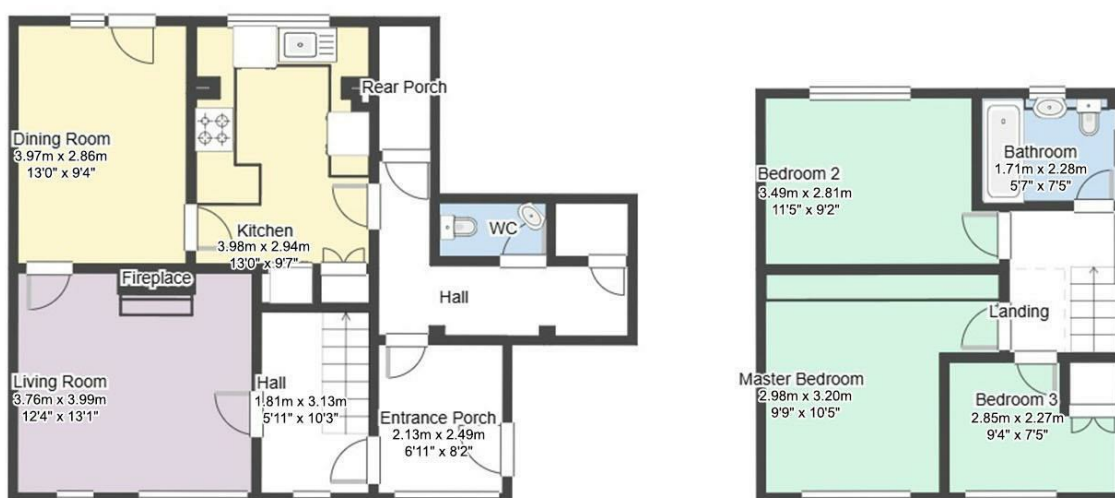 Rear Porch
Dining Room
3.97m x 2.86m
13'0" x 9'4"
Kitchen
3.98m x 2.94m
13'0" x 9'7"
WC
Fireplace
Hall
Living Room
3.76m x 3.99m
12'4" x 13'1"
Hall
1.81m x 3.13m
5'11" x 10'3"
Entrance Porch
2.13m x 2.49m
6'11" x 8'2"
Bathroom
1.71m x 2.28m
5'7" x 7'5"
Bedroom 2
3.49m x 2.81m
11'5" x 9'2"
Landing
Master Bedroom
2.98m x 3.20m
9'9" x 10'5"
Bedroom 3
2.85m x 2.27m
9'4" x 7'5"